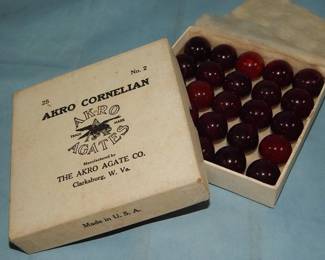 25
No. 2
AKRO CORNELIAN
AKRO
TRADE MARK
AGATES
Manufactured by
THE AKRO AGATE CO.
Clarksburg, W. Va.
Made in U. S. A.